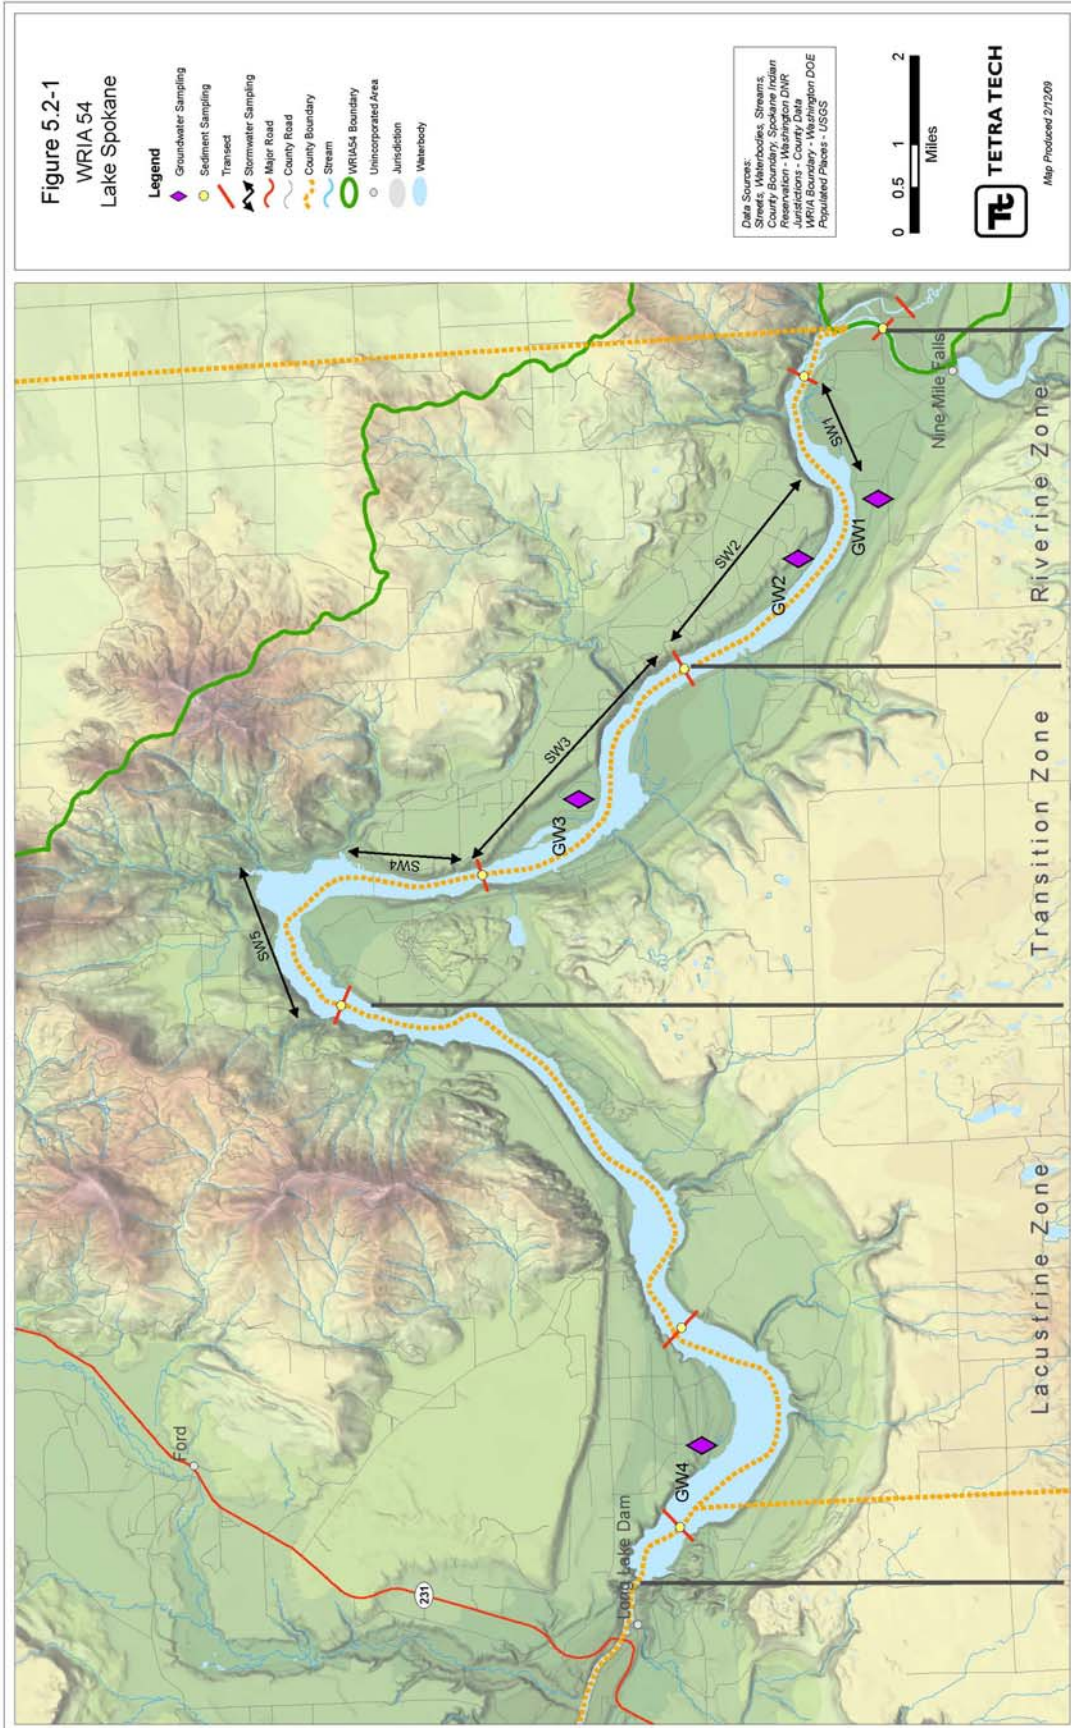 Figure 5.2-1
WRIA 54
Lake Spokane
Legend
Groundwater Sampling
Sediment Sampling
Transect
Stormwater Sampling
Major Road
County Road
County Boundary
Stream
WRIA54 Boundary
Unincorporated Area
Jurisdiction
Waterbody
Data Sources:
Streets, Waterbodies, Streams,
County Boundary, Spokane Indian
Reservation - Washington DNR
Jurisdictions - County Data
WRIA Boundary - Washington DOE
Populated Places - USGS
0 0.5 1 2
Miles
Tt TETRA TECH
Map Produced 2/12/09
Ford
231
Long Lake Dam
GW4
SW5
SW4
GW3
SW3
SW2
GW2
GW1
SW1
Nine Mile Falls
Lacustrine Zone
Transition Zone
Riverine Zone